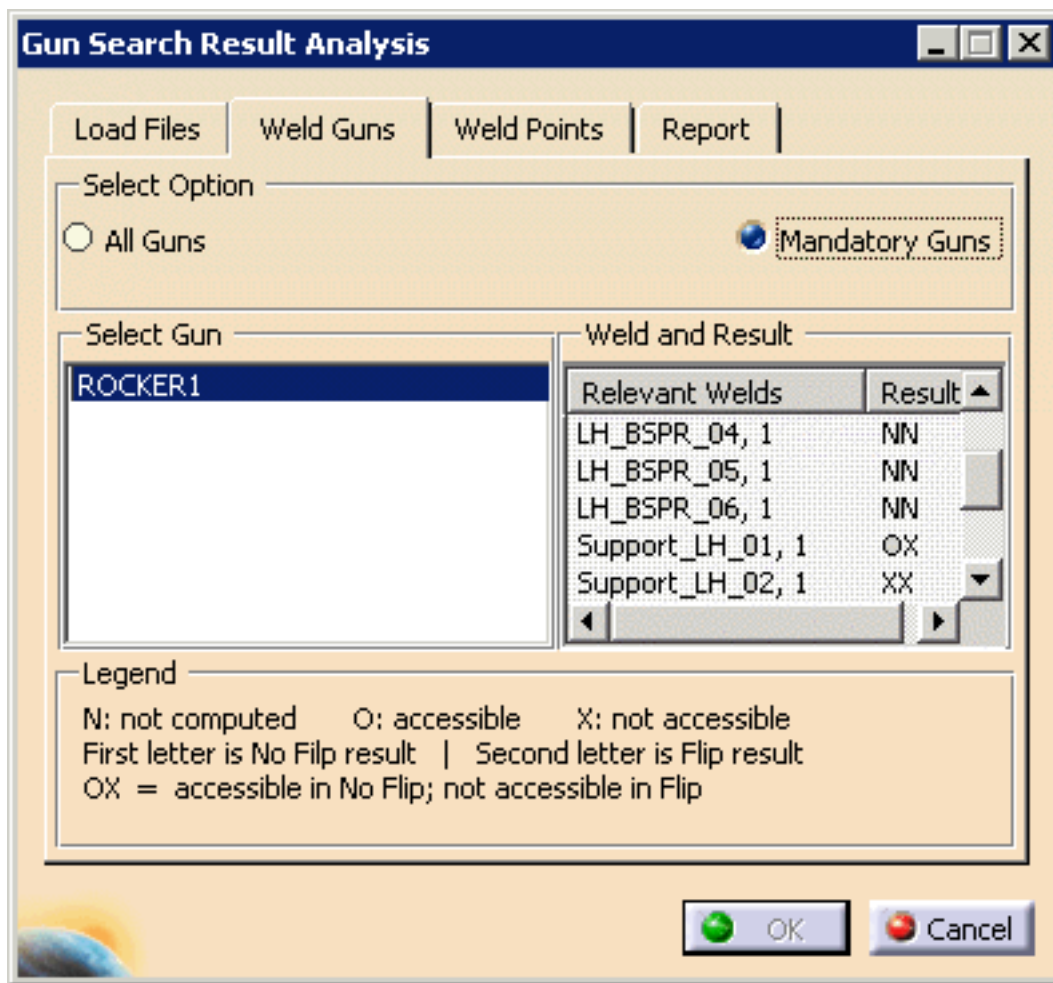 Gun Search Result Analysis
Load Files Weld Guns Weld Points Report
Select Option
All Guns Mandatory Guns
Select Gun
ROCKER1
Weld and Result
Relevant Welds Result
LH_BSPR_04, 1 NN
LH_BSPR_05, 1 NN
LH_BSPR_06, 1 NN
Support_LH_01, 1 OX
Support_LH_02, 1 XX
Legend
N: not computed O: accessible X: not accessible
First letter is No Filp result | Second letter is Flip result
OX = accessible in No Flip; not accessible in Flip
OK Cancel